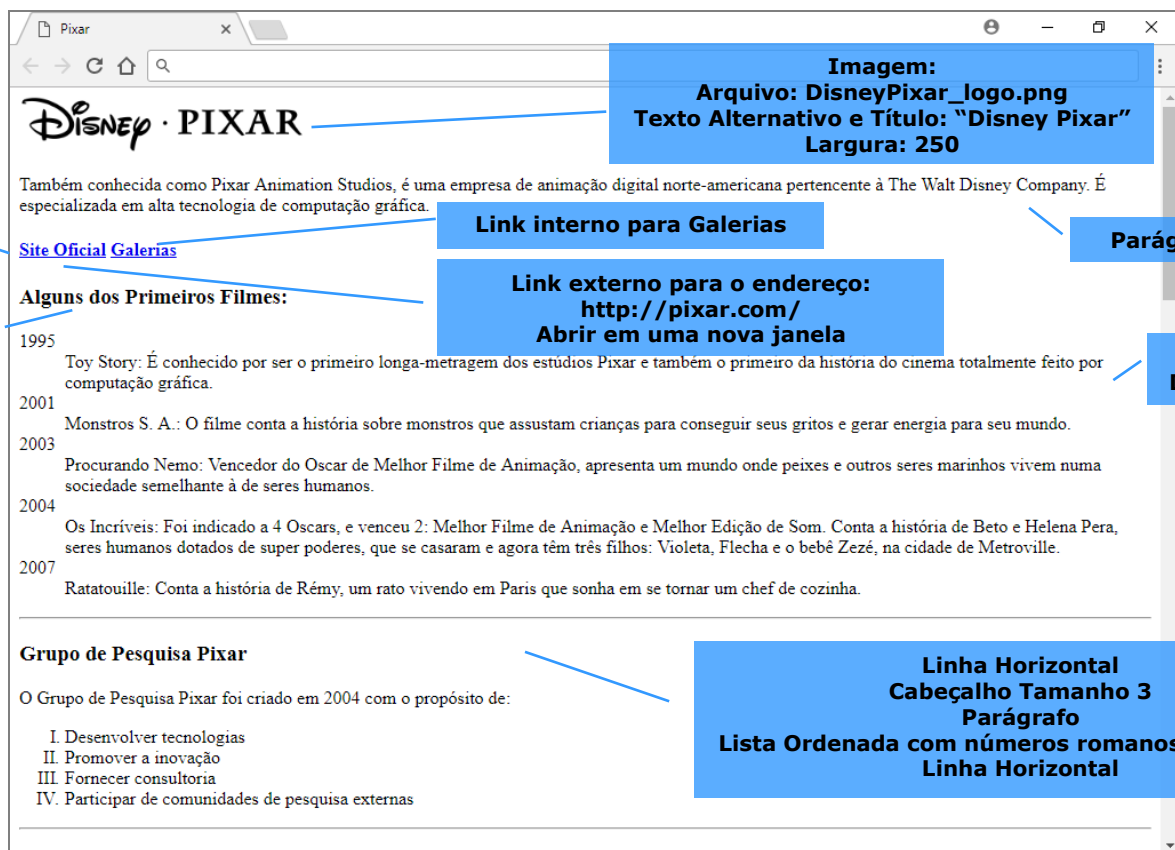 Pixar
Imagem:
Arquivo: DisneyPixar_logo.png
Texto Alternativo e Título: “Disney Pixar”
Largura: 250
Disney · PIXAR
Também conhecida como Pixar Animation Studios, é uma empresa de animação digital norte-americana pertencente à The Walt Disney Company. É
especializada em alta tecnologia de computação gráfica.
Link interno para Galerias
Parág
Site Oficial Galerias
Link externo para o endereço:
http://pixar.com/
Abrir em uma nova janela
Alguns dos Primeiros Filmes:
1995
Toy Story: É conhecido por ser o primeiro longa-metragem dos estúdios Pixar e também o primeiro da história do cinema totalmente feito por
computação gráfica.
2001
Monstros S. A.: O filme conta a história sobre monstros que assustam crianças para conseguir seus gritos e gerar energia para seu mundo.
2003
Procurando Nemo: Vencedor do Oscar de Melhor Filme de Animação, apresenta um mundo onde peixes e outros seres marinhos vivem numa
sociedade semelhante à de seres humanos.
2004
Os Incríveis: Foi indicado a 4 Oscars, e venceu 2: Melhor Filme de Animação e Melhor Edição de Som. Conta a história de Beto e Helena Pera,
seres humanos dotados de super poderes, que se casaram e agora têm três filhos: Violeta, Flecha e o bebê Zezé, na cidade de Metroville.
2007
Ratatouille: Conta a história de Rémy, um rato vivendo em Paris que sonha em se tornar um chef de cozinha.
Grupo de Pesquisa Pixar
O Grupo de Pesquisa Pixar foi criado em 2004 com o propósito de:
I. Desenvolver tecnologias
II. Promover a inovação
III. Fornecer consultoria
IV. Participar de comunidades de pesquisa externas
Linha Horizontal
Cabeçalho Tamanho 3
Parágrafo
Lista Ordenada com números romanos
Linha Horizontal